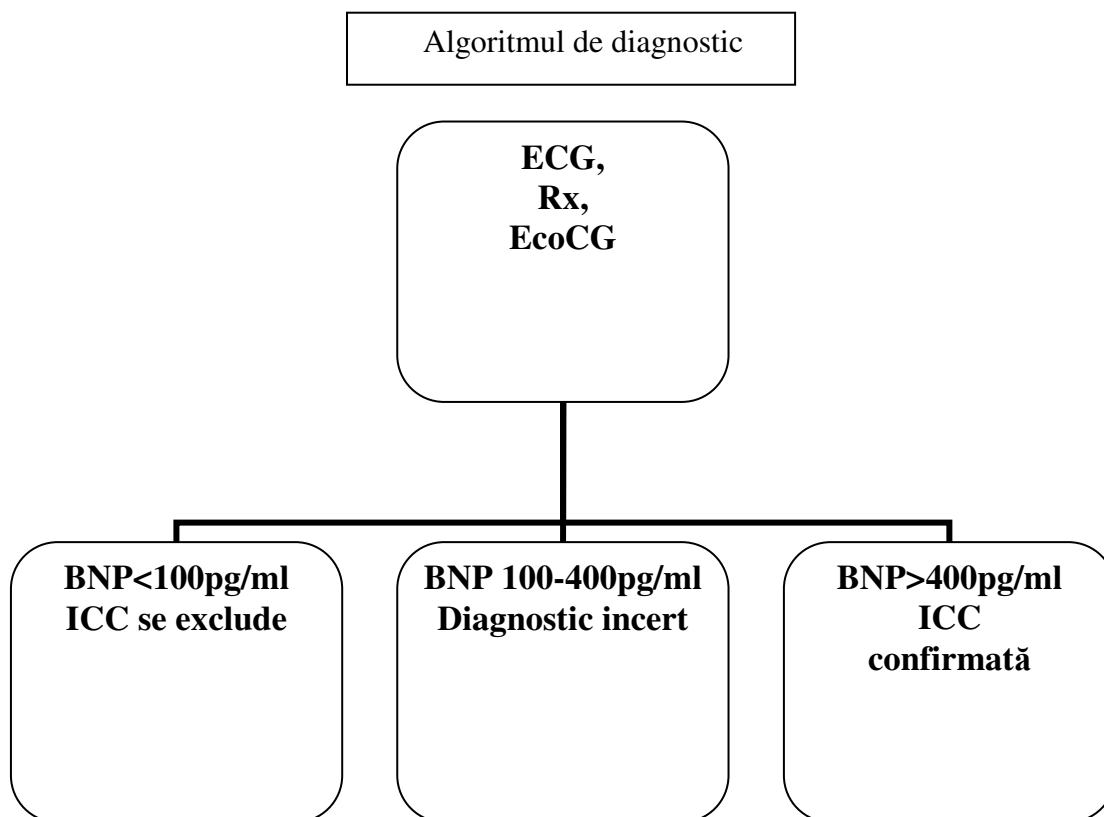 Algoritmul de diagnostic
ECG,
Rx,
EcoCG
BNP<100pg/ml
ICC se exclude
BNP 100-400pg/ml
Diagnostic incert
BNP>400pg/ml
ICC
confirmată